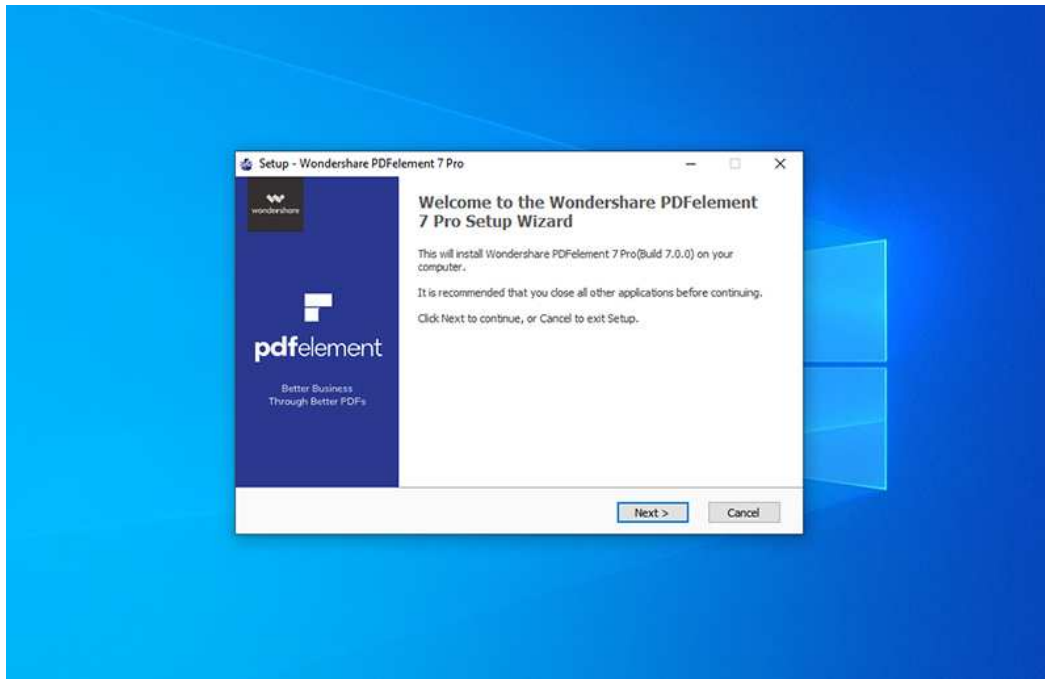 Setup - Wondershare PDFelement 7 Pro
wondershare
pdfelement
Better Business
Through Better PDFs
Welcome to the Wondershare PDFelement
7 Pro Setup Wizard
This will install Wondershare PDFelement 7 Pro(Build 7.0.0) on your
computer.
It is recommended that you close all other applications before continuing.
Click Next to continue, or Cancel to exit Setup.
Next >
Cancel